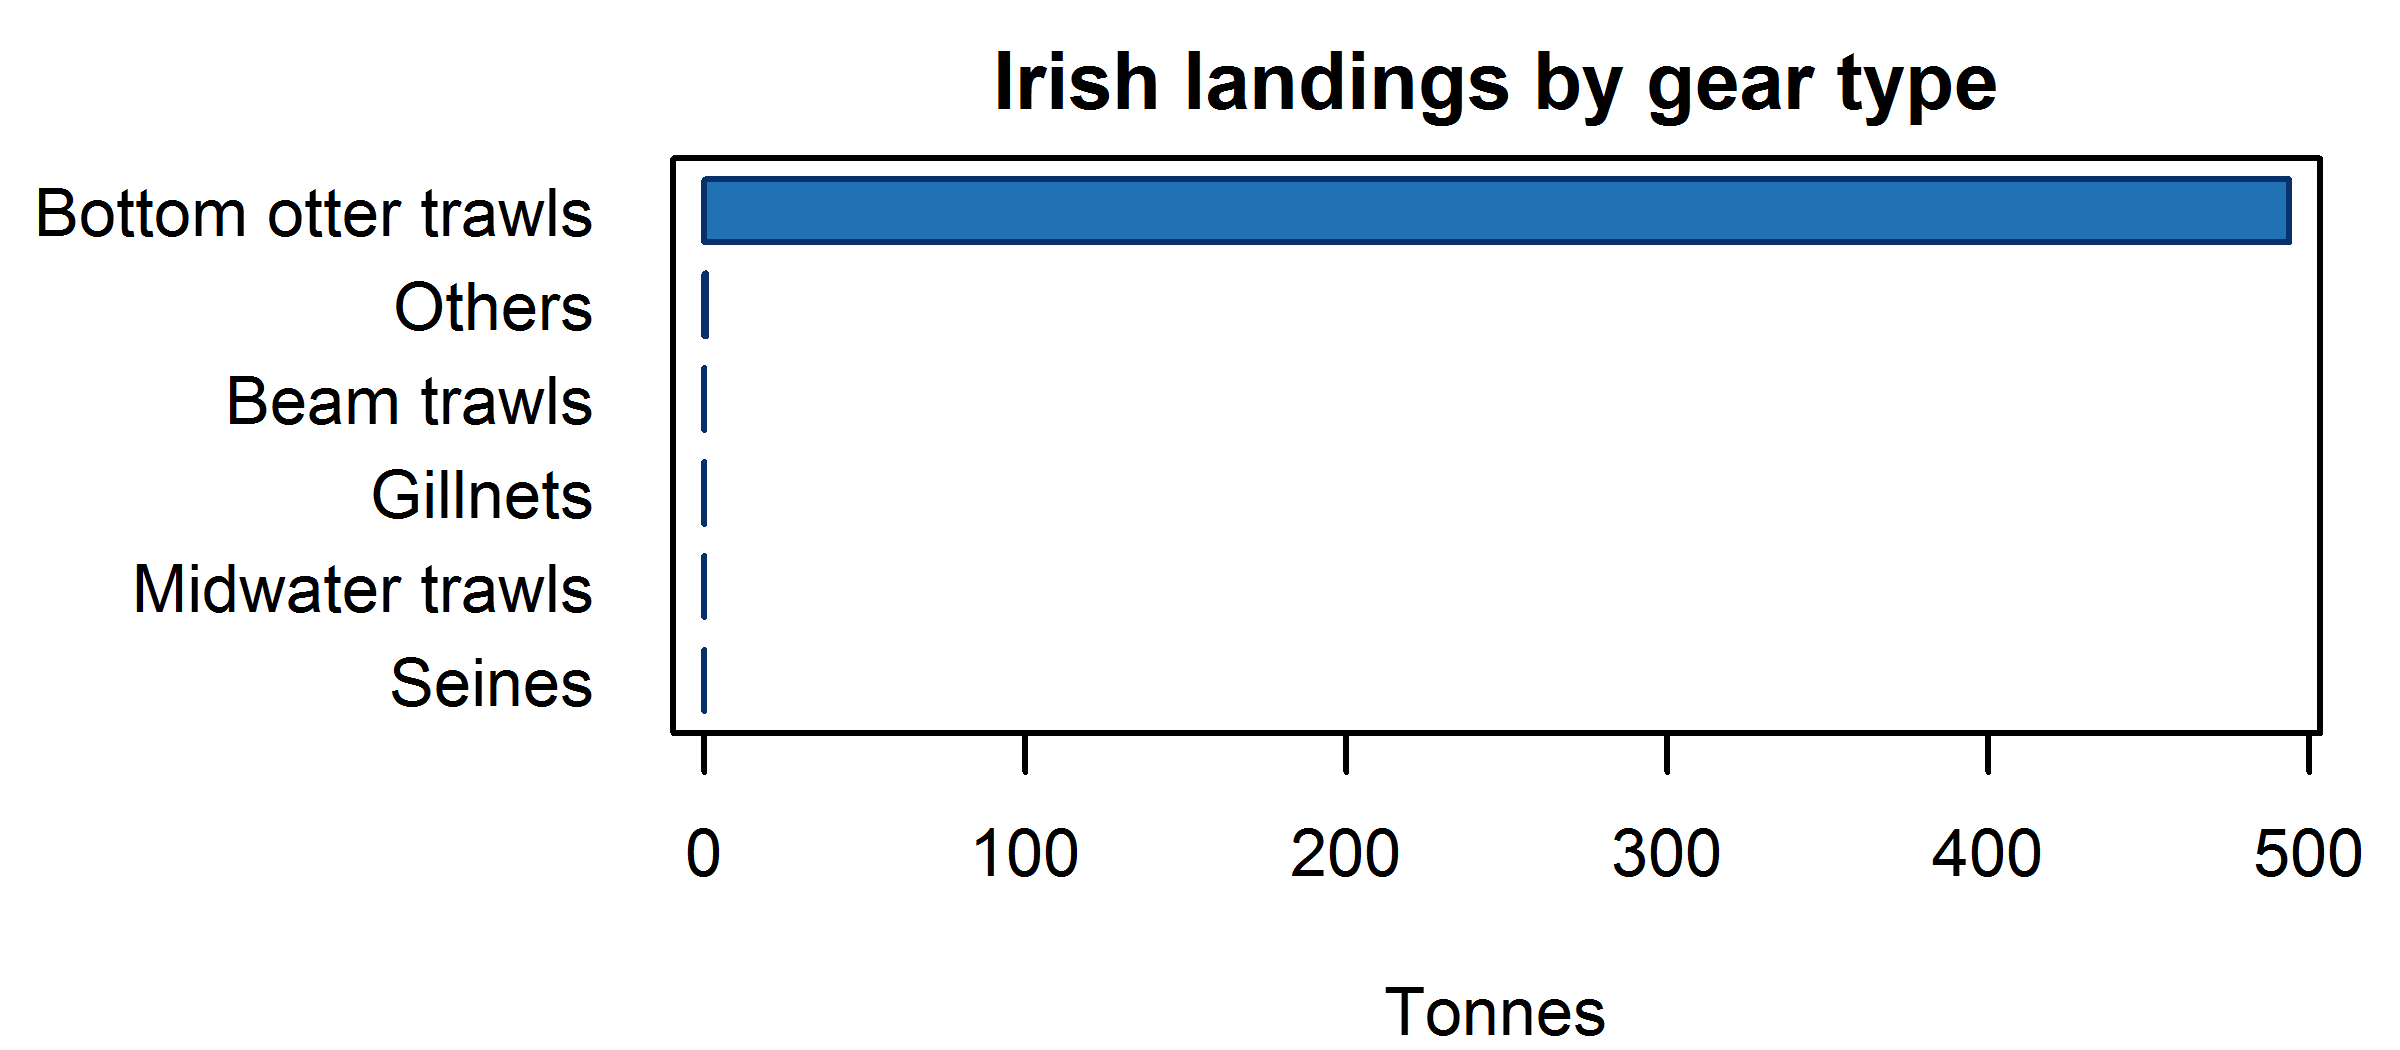 Irish landings by gear type
Bottom otter trawls
Others
Beam trawls
Gillnets
Midwater trawls
Seines
0 100 200 300 400 500
Tonnes